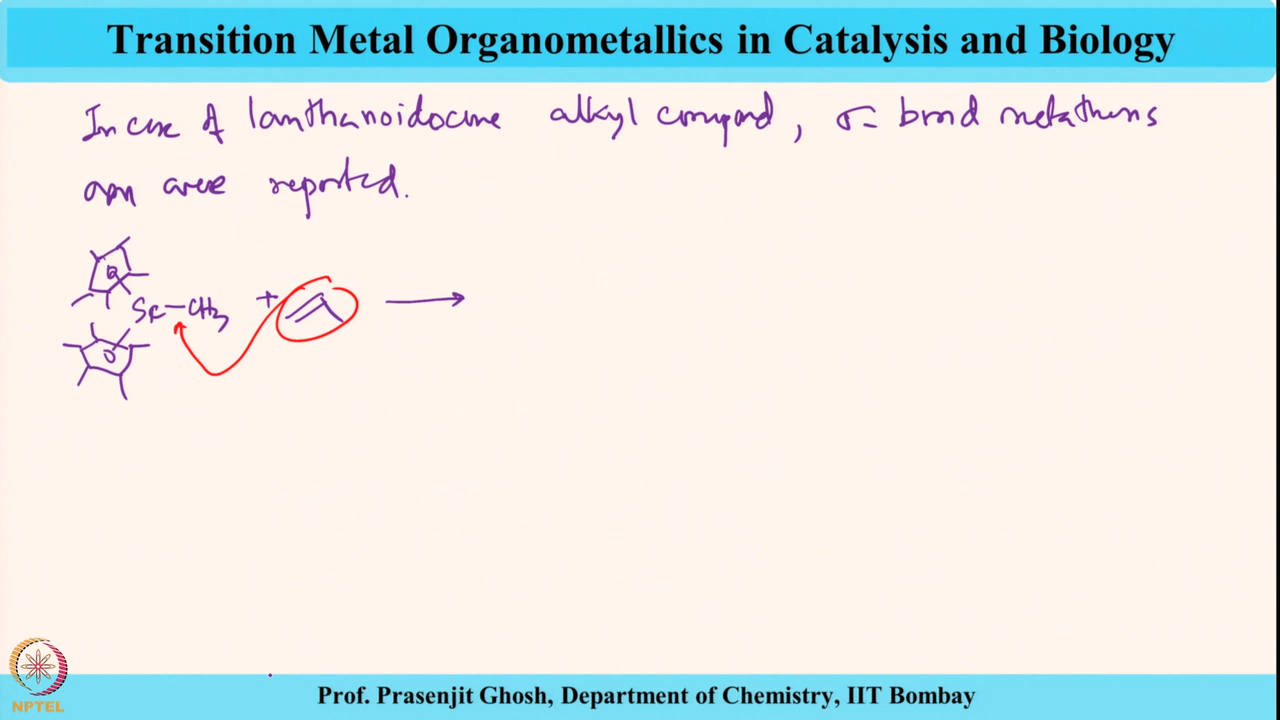 Transition Metal Organometallics in Catalysis and Biology
In case of lanthanoidocene alkyl compond, σ- bond metathesis
are reported.
Sc-CH3 +
NPTEL
Prof. Prasenjit Ghosh, Department of Chemistry, IIT Bombay